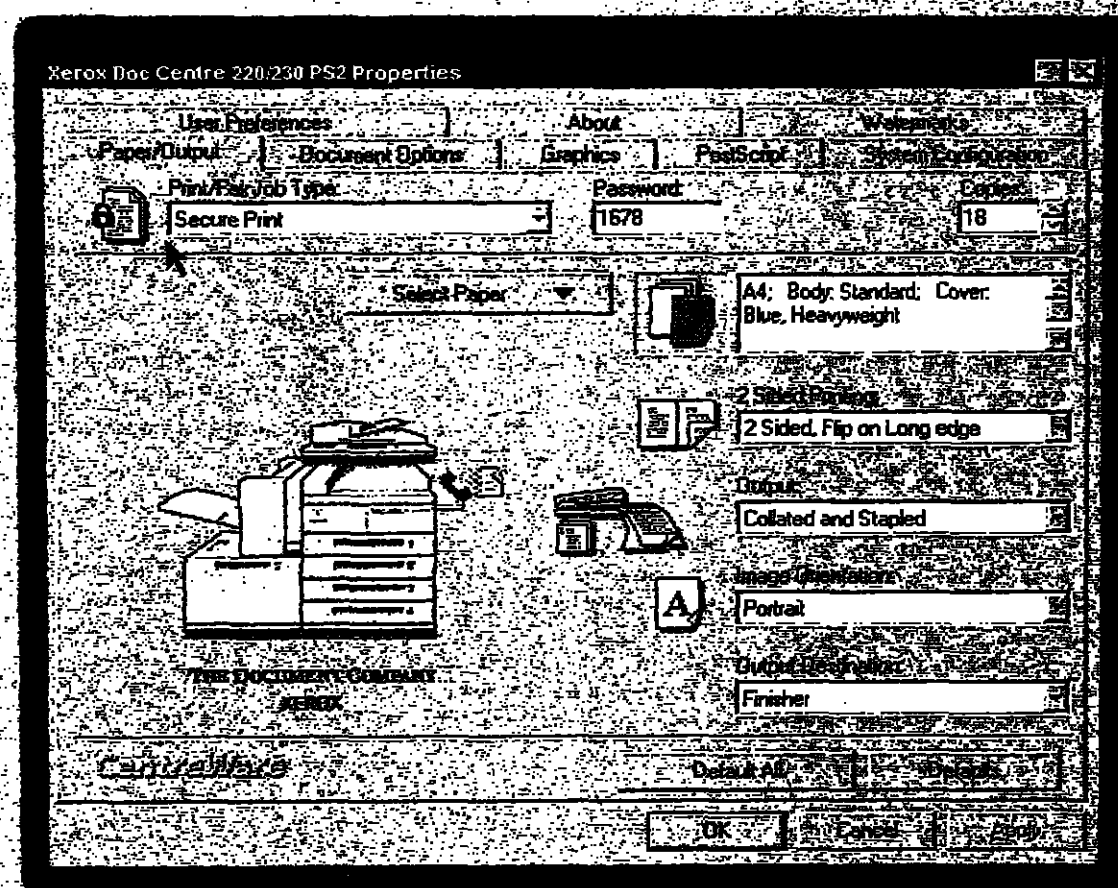 Xerox Doc Centre 220/230 PS2 Properties
User Preferences About Watermarks
Paper/Output Document Options Graphics PostScript System Configuration
Print/Fax Job Type: Password: Copies:
Secure Print 1678 18
Select Paper
A4; Body: Standard; Cover:
Blue, Heavyweight
2 Sided Printing:
2 Sided, Flip on Long edge
Output:
Collated and Stapled
Image Orientation:
Portrait
Output Destination:
Finisher
THE DOCUMENT COMPANY
XEROX
CentreWare
Default All Defaults
OK Cancel Apply
A